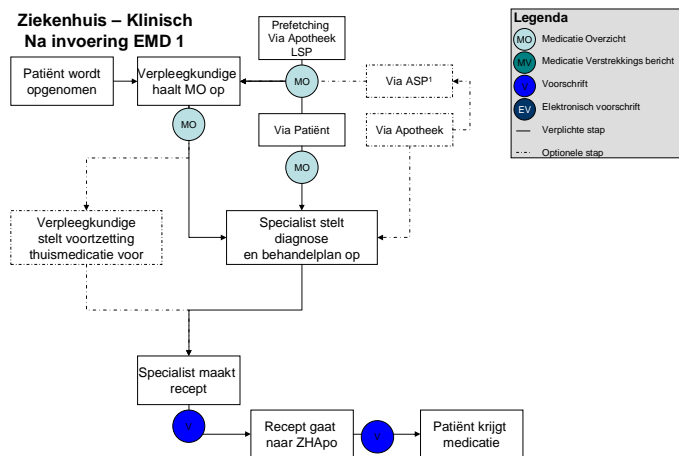 Ziekenhuis – Klinisch
Na invoering EMD 1
Prefetching
Via Apotheek
LSP
Patiënt wordt
opgenomen
Verpleegkundige
haalt MO op
MO
Via ASP¹
MO
Via Patiënt
Via Apotheek
MO
Verpleegkundige
stelt voortzetting
thuismedicatie voor
Specialist stelt
diagnose
en behandelplan op
Specialist maakt
recept
V
Recept gaat
naar ZHApo
V
Patiënt krijgt
medicatie
Legenda
MO Medicatie Overzicht
MV Medicatie Verstrekkings bericht
V Voorschrift
EV Elektronisch voorschrift
Verplichte stap
Optionele stap